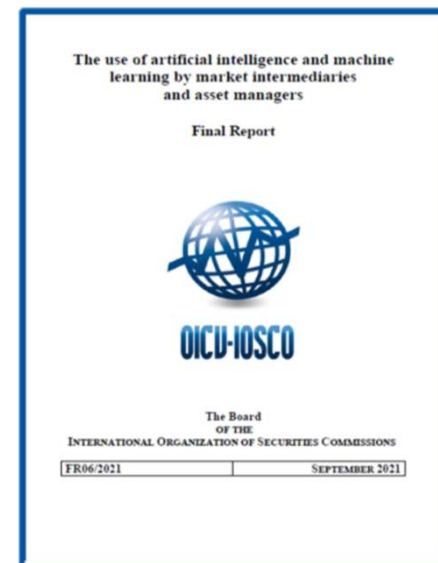 The use of artificial intelligence and machine
learning by market intermediaries
and asset managers
Final Report
OICU-IOSCO
The Board
OF THE
INTERNATIONAL ORGANIZATION OF SECURITIES COMMISSIONS
FR06/2021 SEPTEMBER 2021